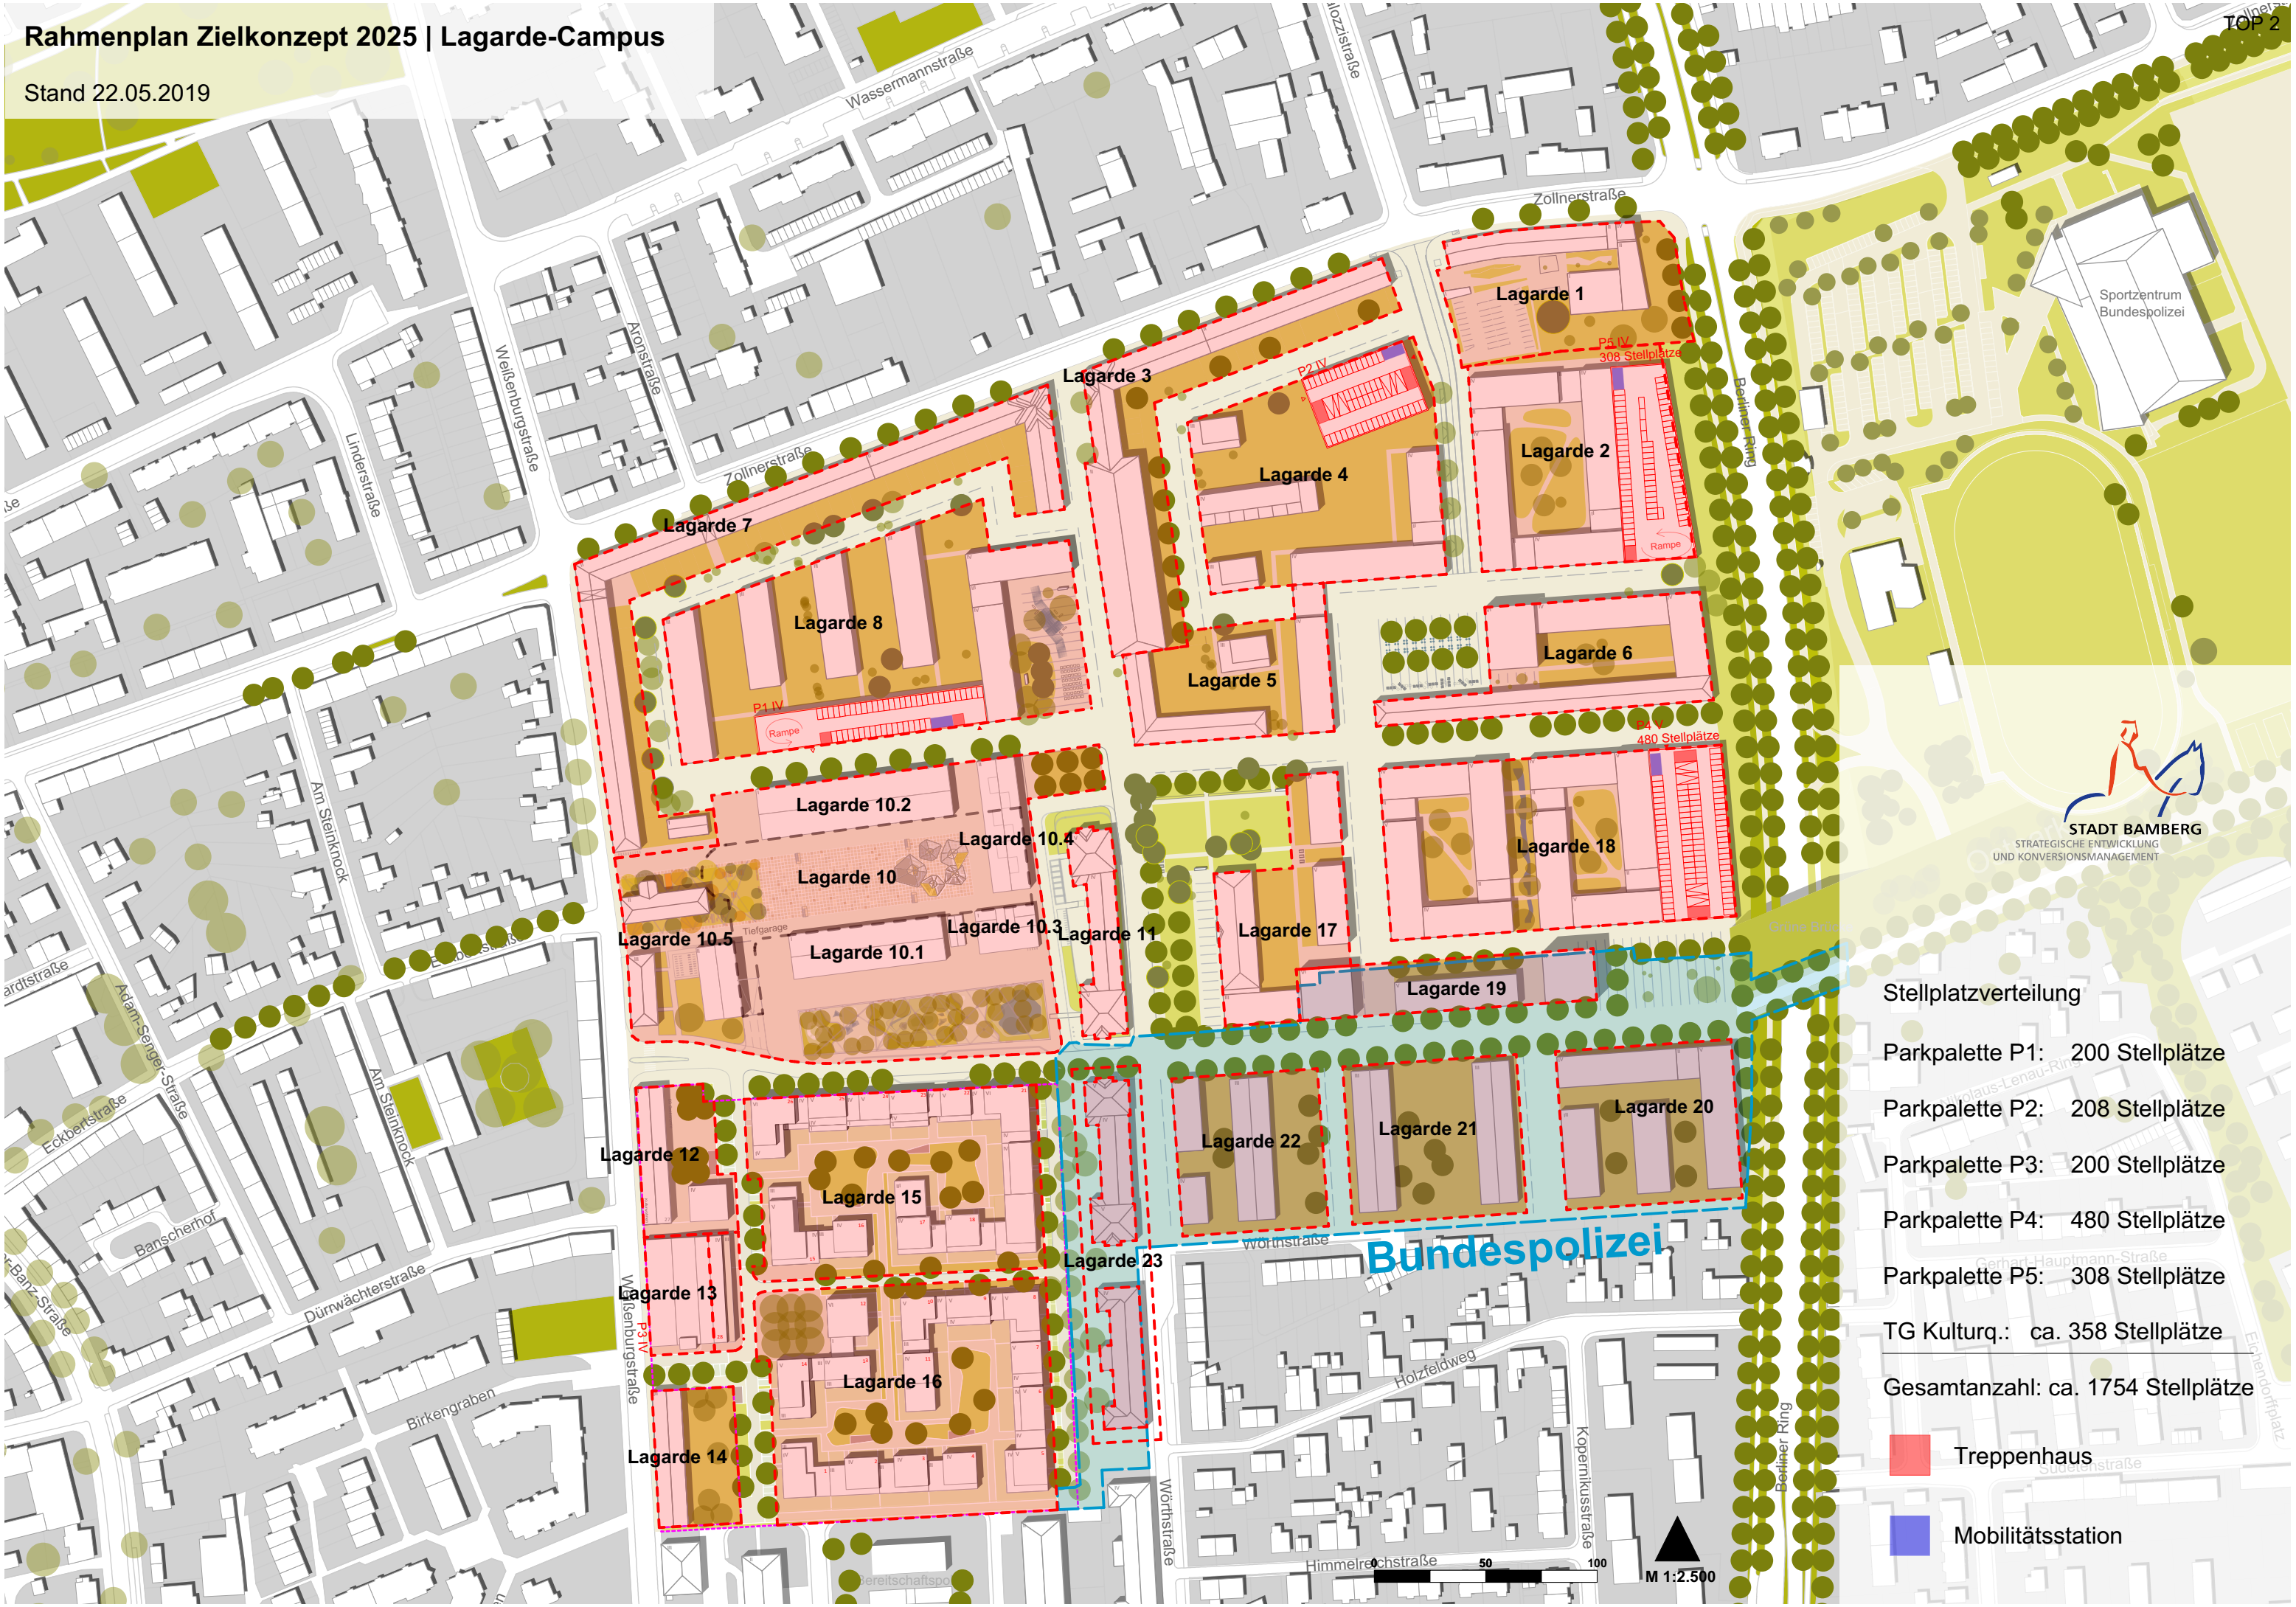 Rahmenplan Zielkonzept 2025 | Lagarde-Campus
Stand 22.05.2019
TOP 2
Wassermannstraße
Zollnerstraße
Weißenburgstraße
Aronstraße
Linderstraße
Zollnerstraße
Berliner Ring
Sportzentrum
Bundespolizei
Lagarde 1
P5 IV
308 Stellplätze
Lagarde 2
Rampe
Lagarde 3
P2 IV
Lagarde 4
Lagarde 5
Lagarde 6
Lagarde 7
Lagarde 8
P1 IV
Rampe
P4 V
480 Stellplätze
Lagarde 10.2
Lagarde 10.4
Lagarde 10
Lagarde 10.3
Lagarde 10.5
Tiefgarage
Lagarde 10.1
Lagarde 11
Lagarde 17
Lagarde 18
Lagarde 19
Lagarde 12
Lagarde 15
Lagarde 22
Lagarde 21
Lagarde 20
Lagarde 13
P3 IV
Lagarde 23
Lagarde 16
Lagarde 14
Bundespolizei
Am Steinknock
Adam-Senger-Straße
Eckbertstraße
Am Steinknock
Banscherhof
Dürrwächterstraße
Birkengraben
Weißenburgstraße
Wörthstraße
Holzfeldweg
Wörthstraße
Kopernikusstraße
Himmelreichstraße
Berliner Ring
STADT BAMBERG
STRATEGISCHE ENTWICKLUNG
UND KONVERSIONSMANAGEMENT
Stellplatzverteilung
Parkpalette P1: 200 Stellplätze
Parkpalette P2: 208 Stellplätze
Parkpalette P3: 200 Stellplätze
Parkpalette P4: 480 Stellplätze
Parkpalette P5: 308 Stellplätze
TG Kulturq.: ca. 358 Stellplätze
Gesamtanzahl: ca. 1754 Stellplätze
Treppenhaus
Mobilitätsstation
Nikolaus-Lenau-Ring
Gerhart-Hauptmann-Straße
Eichendorffplatz
Sudetenstraße
0 50 100
M 1:2.500